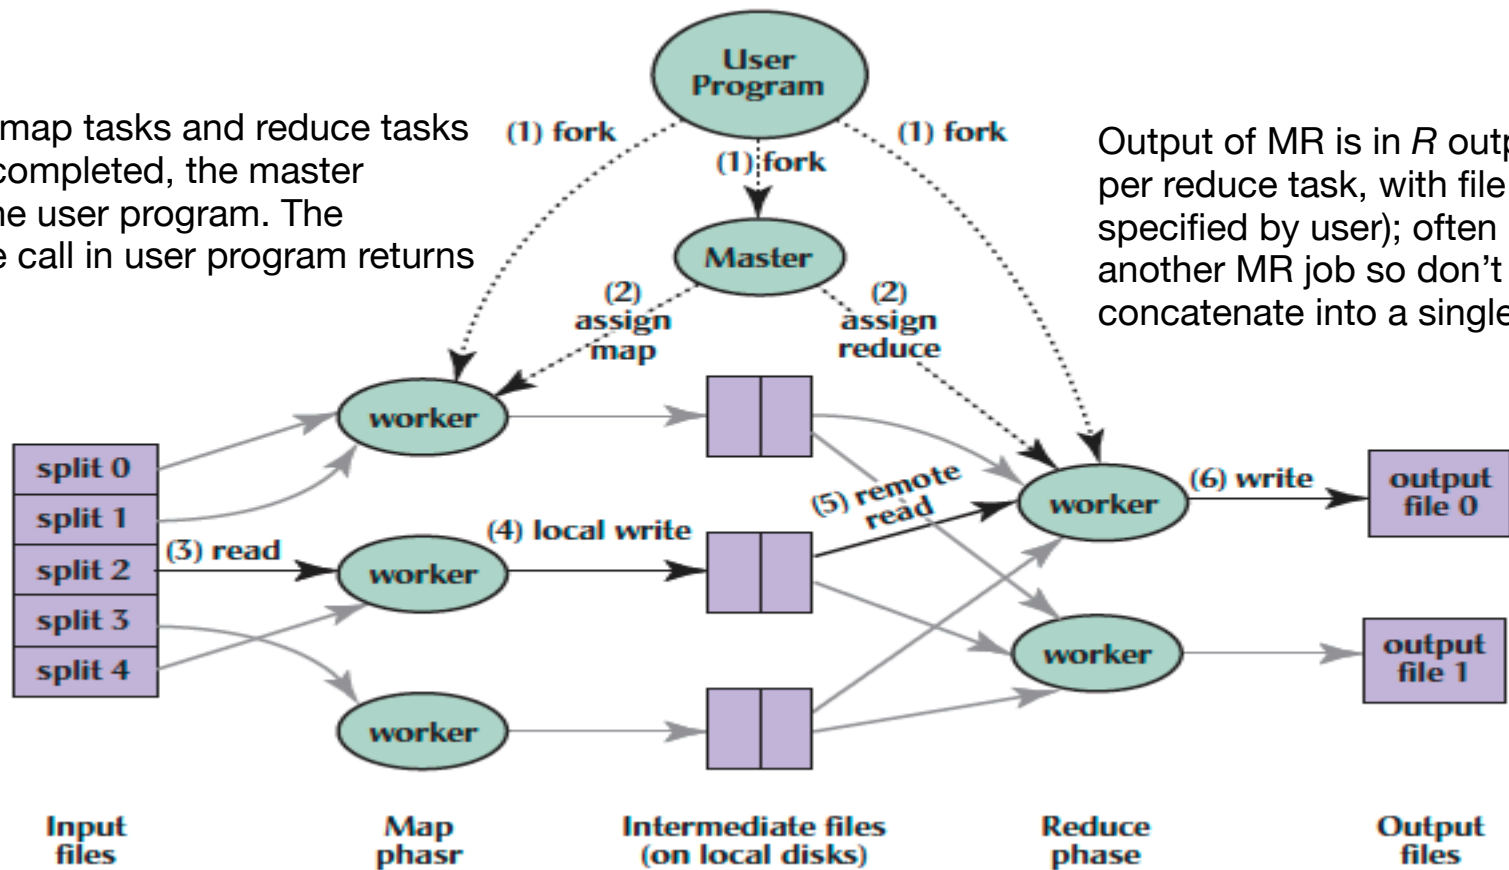 User
Program
map tasks and reduce tasks
completed, the master
ne user program. The
e call in user program returns
(1) fork
(1) fork
(1) fork
Output of MR is in R outp
per reduce task, with file
specified by user); often
another MR job so don't
concatenate into a single
Master
(2)
assign
map
(2)
assign
reduce
worker
split 0
split 1
split 2
split 3
split 4
(3) read
worker
(4) local write
(5) remote
read
worker
(6) write
output
file 0
worker
output
file 1
worker
Input
files
Map
phasr
Intermediate files
(on local disks)
Reduce
phase
Output
files